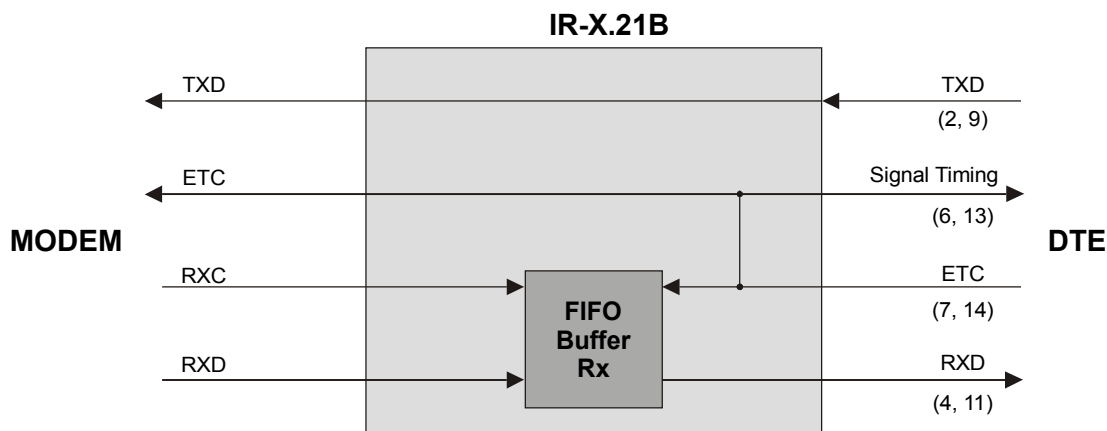 IR-X.21B
TXD
TXD
(2, 9)
ETC
Signal Timing
(6, 13)
MODEM
DTE
RXC
ETC
(7, 14)
FIFO
Buffer
Rx
RXD
RXD
(4, 11)